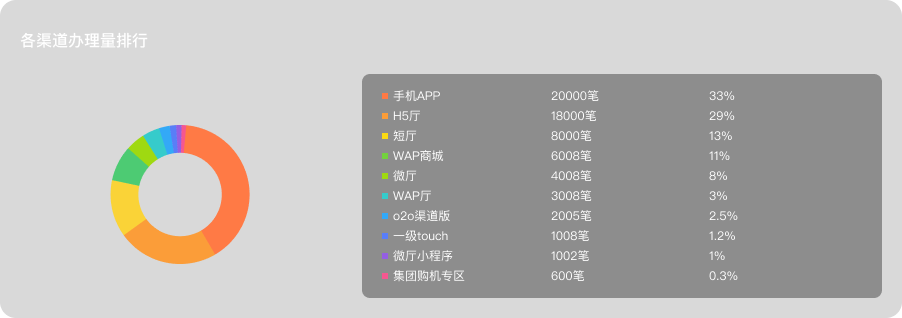 各渠道办理量排行
手机APP 20000笔 33%
H5厅 18000笔 29%
短厅 8000笔 13%
WAP商城 6008笔 11%
微厅 4008笔 8%
WAP厅 3008笔 3%
o2o渠道版 2005笔 2.5%
一级touch 1008笔 1.2%
微厅小程序 1002笔 1%
集团购机专区 600笔 0.3%